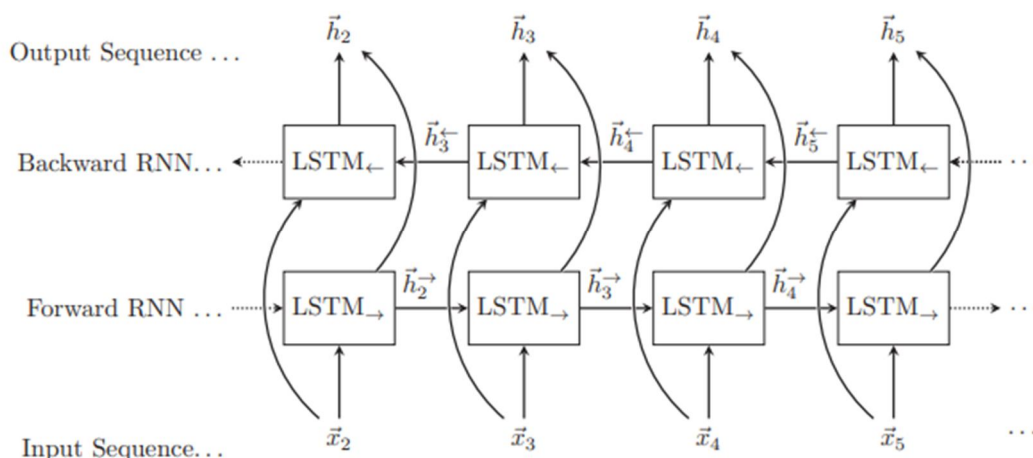 Output Sequence ... h⃗₂ h⃗₃ h⃗₄ h⃗₅
Backward RNN... LSTM← h⃗₃← LSTM← h⃗₄← LSTM← h⃗₅← LSTM← ...
Forward RNN ... LSTM→ h⃗₂→ LSTM→ h⃗₃→ LSTM→ h⃗₄→ LSTM→ ...
Input Sequence... x⃗₂ x⃗₃ x⃗₄ x⃗₅ ...